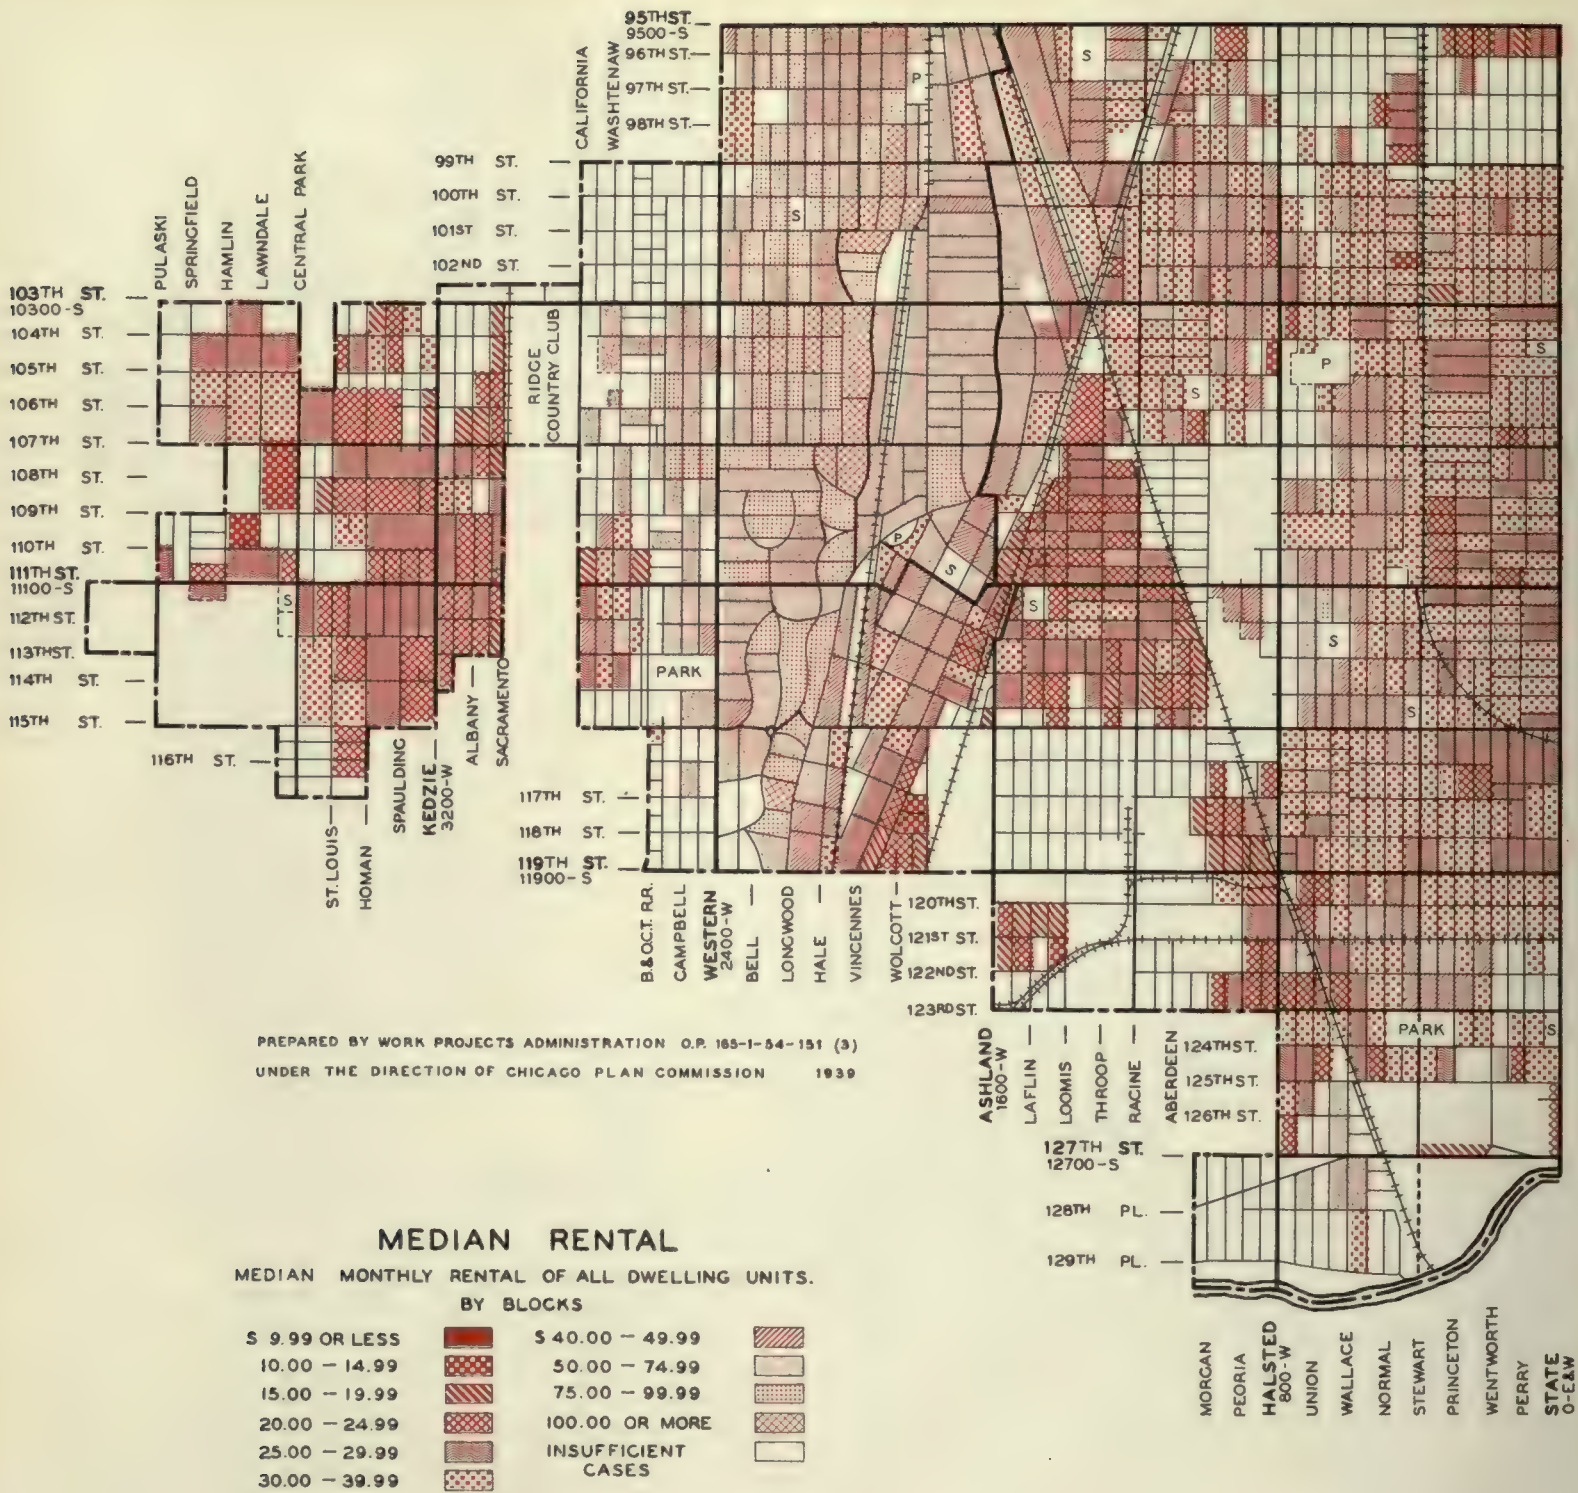 95TH ST.
9500-S
96TH ST.
97TH ST.
98TH ST.
CALIFORNIA
WASHTENAW
99TH ST.
100TH ST.
101ST ST.
102ND ST.
PULASKI
SPRINGFIELD
HAMLIN
LAWNDALE
CENTRAL PARK
103TH ST.
10300-S
104TH ST.
105TH ST.
106TH ST.
107TH ST.
108TH ST.
109TH ST.
110TH ST.
111TH ST.
11100-S
112TH ST.
113TH ST.
114TH ST.
115TH ST.
116TH ST.
RIDGE
COUNTRY CLUB
S
P
S
P
S
S
P
S
S
S
S
S
PARK
ST. LOUIS
HOMAN
SPAULDING
KEDZIE
3200-W
ALBANY
SACRAMENTO
117TH ST.
118TH ST.
119TH ST.
11900-S
B.&O.C.T. R.R.
CAMPBELL
WESTERN
2400-W
BELL
LONGWOOD
HALE
VINCENNES
WOLCOTT
120TH ST.
121ST ST.
122ND ST.
123RD ST.
PARK
S
ASHLAND
1600-W
LAFLIN
LOOMIS
THROOP
RACINE
ABERDEEN
124TH ST.
125TH ST.
126TH ST.
127TH ST.
12700-S
128TH PL.
129TH PL.
MORGAN
PEORIA
HALSTED
800-W
UNION
WALLACE
NORMAL
STEWART
PRINCETON
WENTWORTH
PERRY
STATE
0-E&W
PREPARED BY WORK PROJECTS ADMINISTRATION O.P. 165-1-54-151 (3)
UNDER THE DIRECTION OF CHICAGO PLAN COMMISSION 1939
MEDIAN RENTAL
MEDIAN MONTHLY RENTAL OF ALL DWELLING UNITS.
BY BLOCKS
$ 9.99 OR LESS
10.00 - 14.99
15.00 - 19.99
20.00 - 24.99
25.00 - 29.99
30.00 - 39.99
$ 40.00 - 49.99
50.00 - 74.99
75.00 - 99.99
100.00 OR MORE
INSUFFICIENT
CASES